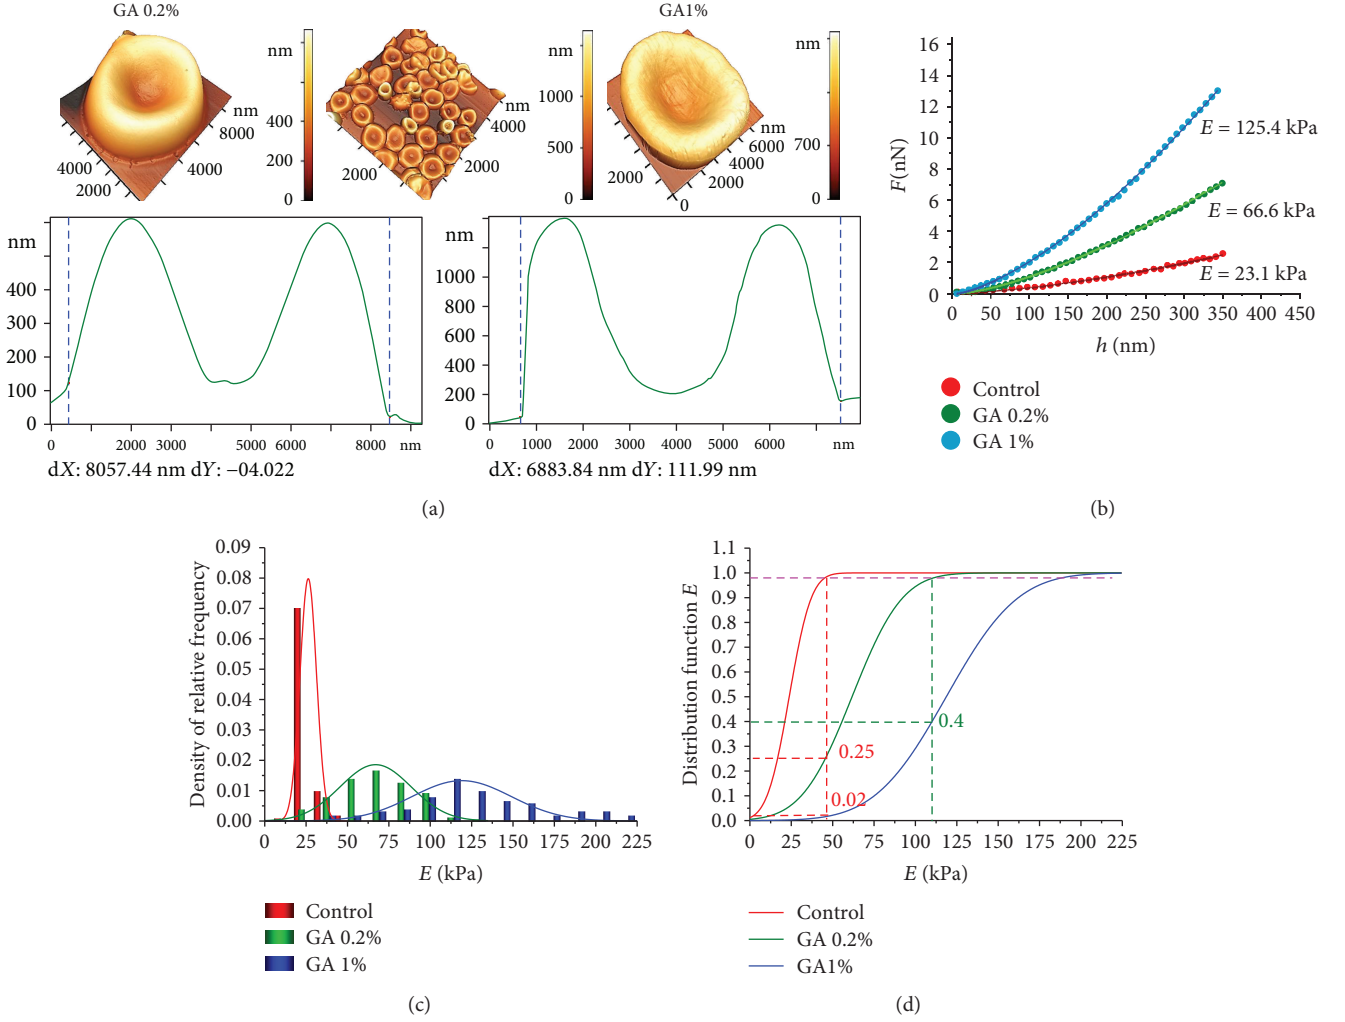 GA 0.2%
GA1%
nm
400
200
0
nm
8000
4000
4000
2000
nm
4000
2000
2000
nm
1000
500
0
nm
6000
4000
2000
0
2000
nm
700
0
nm
400
300
200
100
0
0
2000
3000
5000
6000
8000
nm
dX: 8057.44 nm dY: −04.022
nm
1000
800
600
400
200
0
0
1000
2000
3000
4000
5000
6000
nm
dX: 6883.84 nm dY: 111.99 nm
(a)
16
14
12
10
8
6
4
2
0
F(nN)
E = 125.4 kPa
E = 66.6 kPa
E = 23.1 kPa
0 50 100 150 200 250 300 350 400 450
h (nm)
Control
GA 0.2%
GA 1%
(b)
0.09
0.08
0.07
0.06
0.05
0.04
0.03
0.02
0.01
0.00
Density of relative frequency
0 25 50 75 100 125 150 175 200 225
E (kPa)
Control
GA 0.2%
GA 1%
(c)
1.1
1.0
0.9
0.8
0.7
0.6
0.5
0.4
0.3
0.2
0.1
0.0
Distribution function E
0.4
0.25
0.02
0 25 50 75 100 125 150 175 200 225
E (kPa)
Control
GA 0.2%
GA1%
(d)